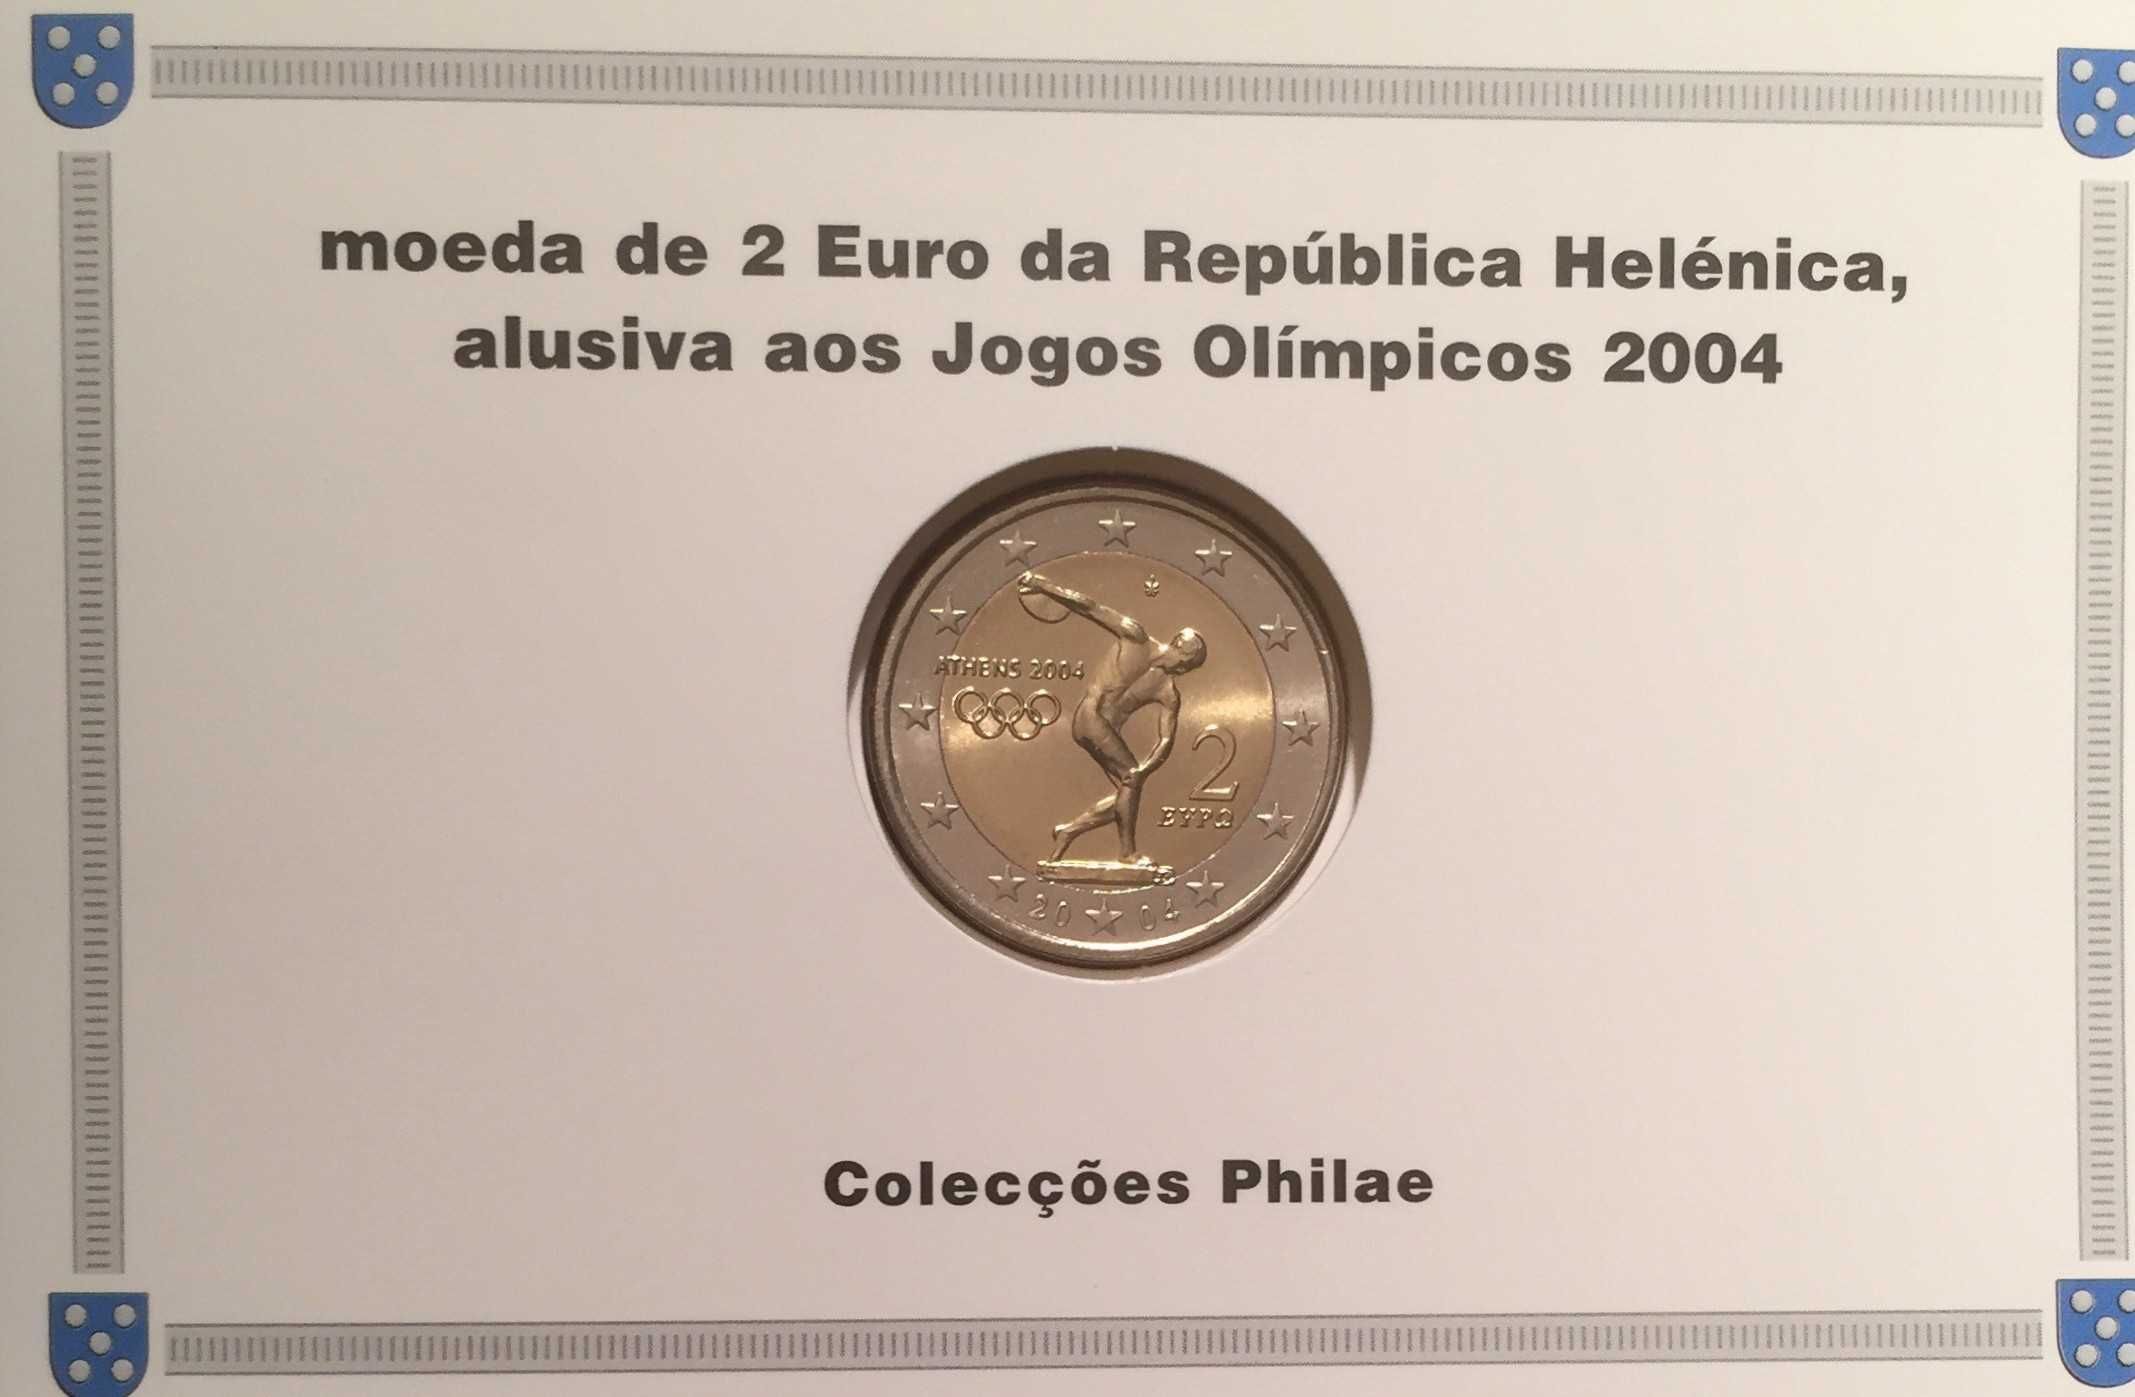 moeda de 2 Euro da República Helénica,
alusiva aos Jogos Olímpicos 2004
ATHENS 2004
2
ΕΥΡΩ
20 04
Colecções Philae